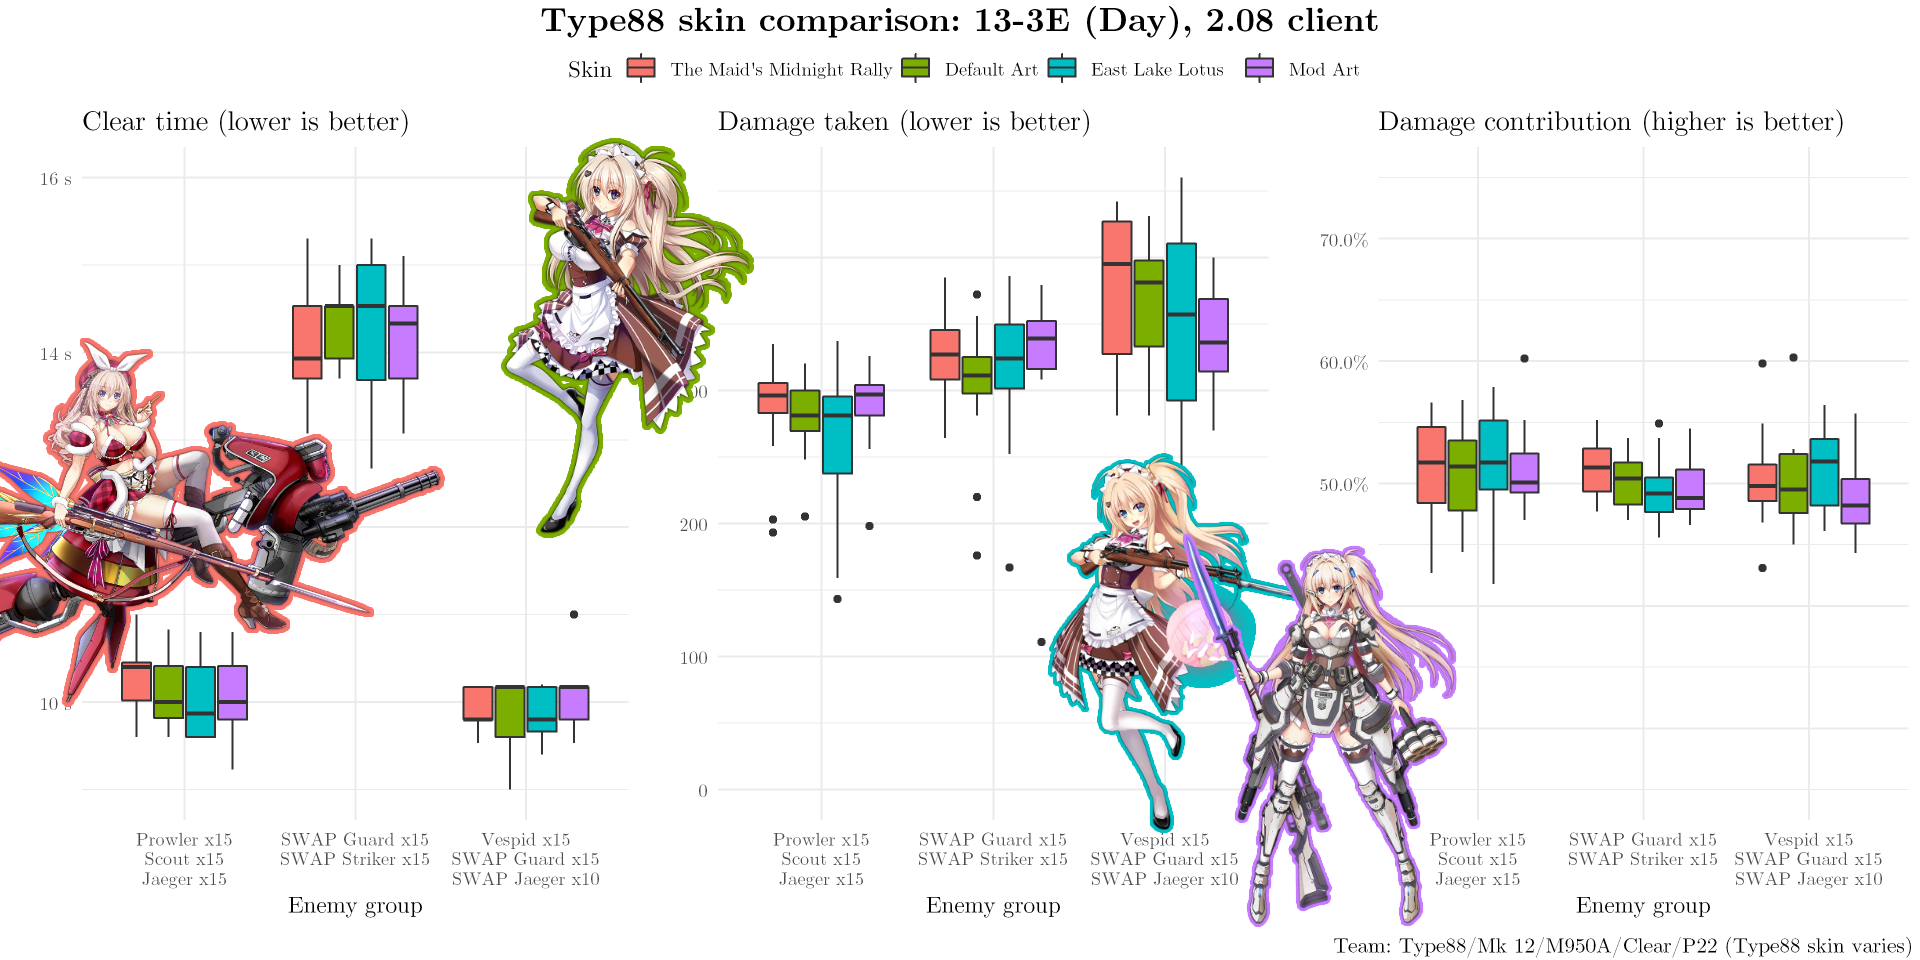 Type88 skin comparison: 13-3E (Day), 2.08 client
Skin The Maid's Midnight Rally Default Art East Lake Lotus Mod Art
Clear time (lower is better)
16 s
14 s
10 s
Prowler x15
Scout x15
Jaeger x15
SWAP Guard x15
SWAP Striker x15
Vespid x15
SWAP Guard x15
SWAP Jaeger x10
Enemy group
Damage taken (lower is better)
200
100
0
Prowler x15
Scout x15
Jaeger x15
SWAP Guard x15
SWAP Striker x15
Vespid x15
SWAP Guard x15
SWAP Jaeger x10
Enemy group
Damage contribution (higher is better)
70.0%
60.0%
50.0%
Prowler x15
Scout x15
Jaeger x15
SWAP Guard x15
SWAP Striker x15
Vespid x15
SWAP Guard x15
SWAP Jaeger x10
Enemy group
Team: Type88/Mk 12/M950A/Clear/P22 (Type88 skin varies)